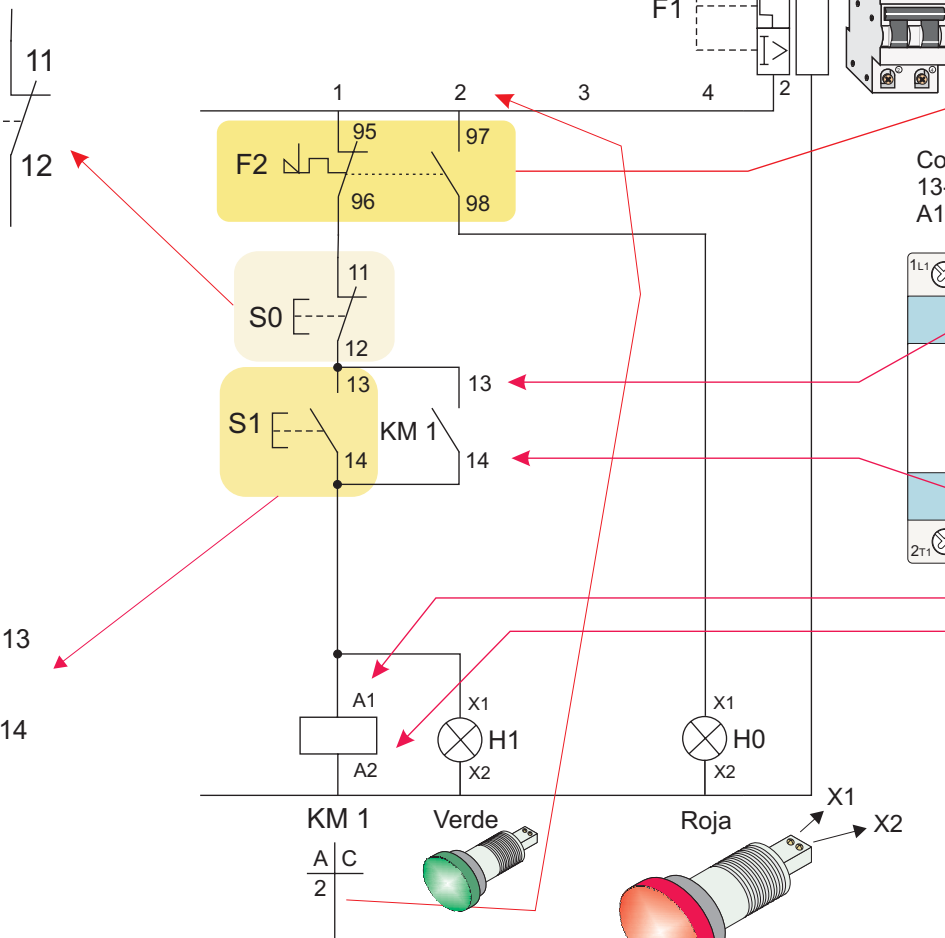 F1
11
12
1 2 3 4 2
95 97
F2
96 98
Co
13-
A1
11
S0
12
1L1
13 13
S1 KM 1
14 14
2T1
13
14
A1 X1 X1
H1 H0
A2 X2 X2
KM 1 Verde Roja X1
X2
A C
2